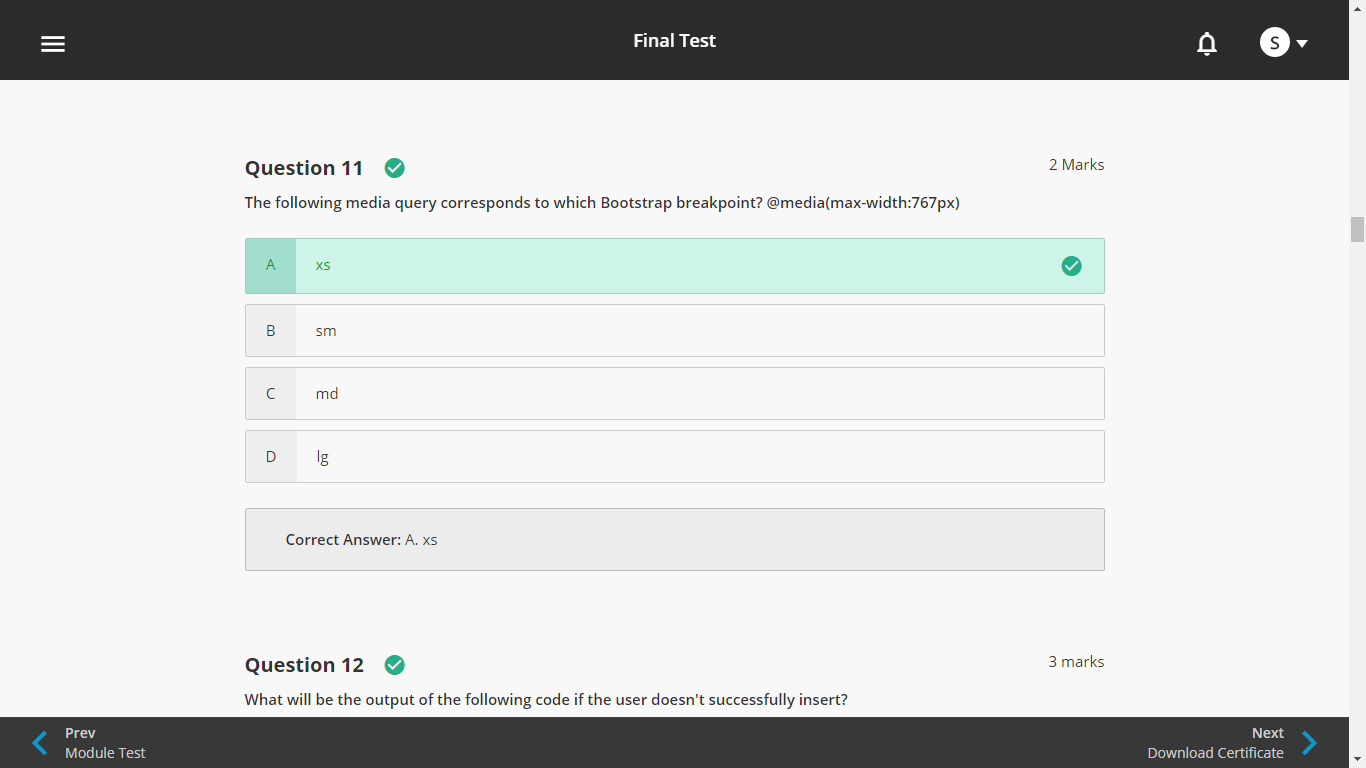 Final Test
S
Question 11
2 Marks
The following media query corresponds to which Bootstrap breakpoint? @media(max-width:767px)
A xs
B sm
C md
D lg
Correct Answer: A. xs
Question 12
3 marks
What will be the output of the following code if the user doesn't successfully insert?
Prev
Module Test
Next
Download Certificate